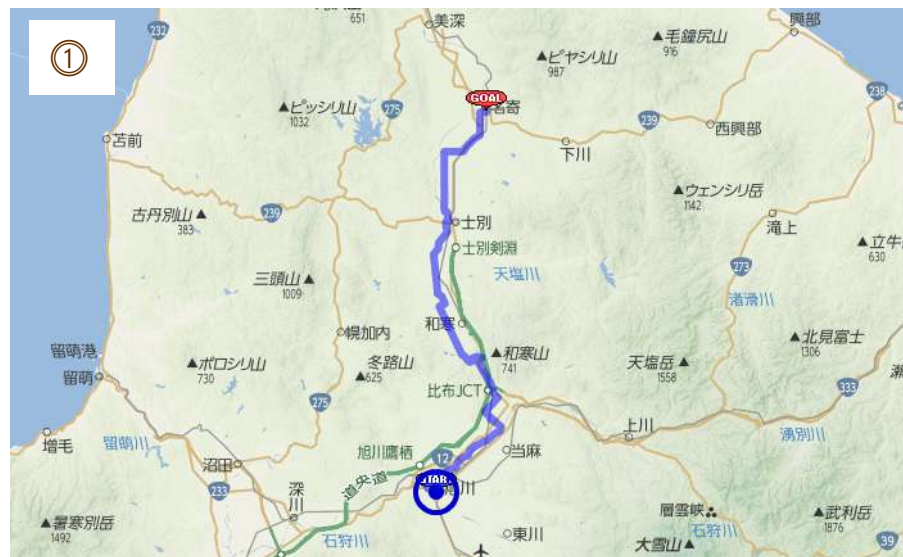 ①
232
651
美深
▲毛鐘尻山
916
興部
▲ピヤシリ山
987
238
GOAL
名寄
▲ピッシリ山
1032
275
239
西興部
苫前
下川
▲ウェンシリ岳
1142
古丹別山▲
383
239
士別
滝上
士別剣淵
▲立牛
630
天塩川
273
三頭山▲
1009
渚滑川
和寒
幌加内
▲北見富士
1306
留萌港
▲和寒山
741
天塩岳▲
1558
▲ポロシリ山
730
冬路山
▲625
留萌
比布JCT
333
275
増毛
留萌川
上川
湧別川
旭川鷹栖
12
当麻
沼田
233
道央道
START
旭川
深川
▲暑寒別岳
1492
層雲峡
▲武利岳
1876
石狩川
東川
石狩川
大雪山▲
39